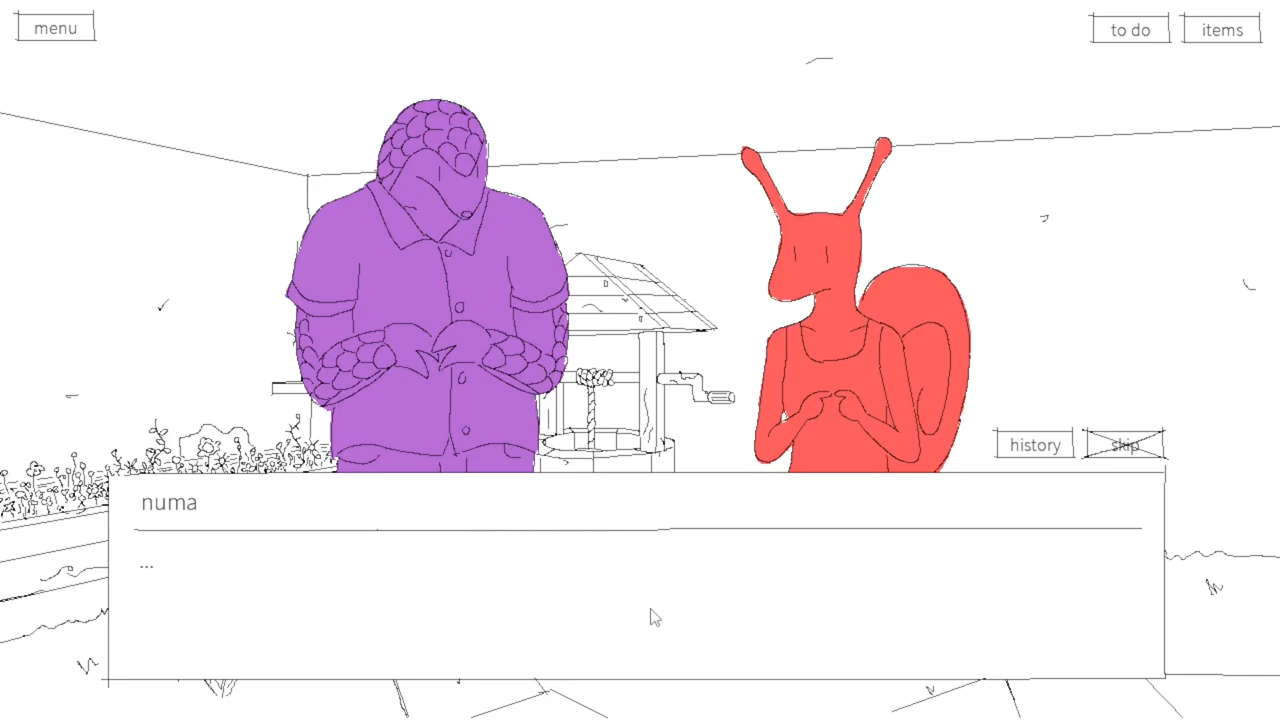 menu
to do
items
history
skip
numa
...